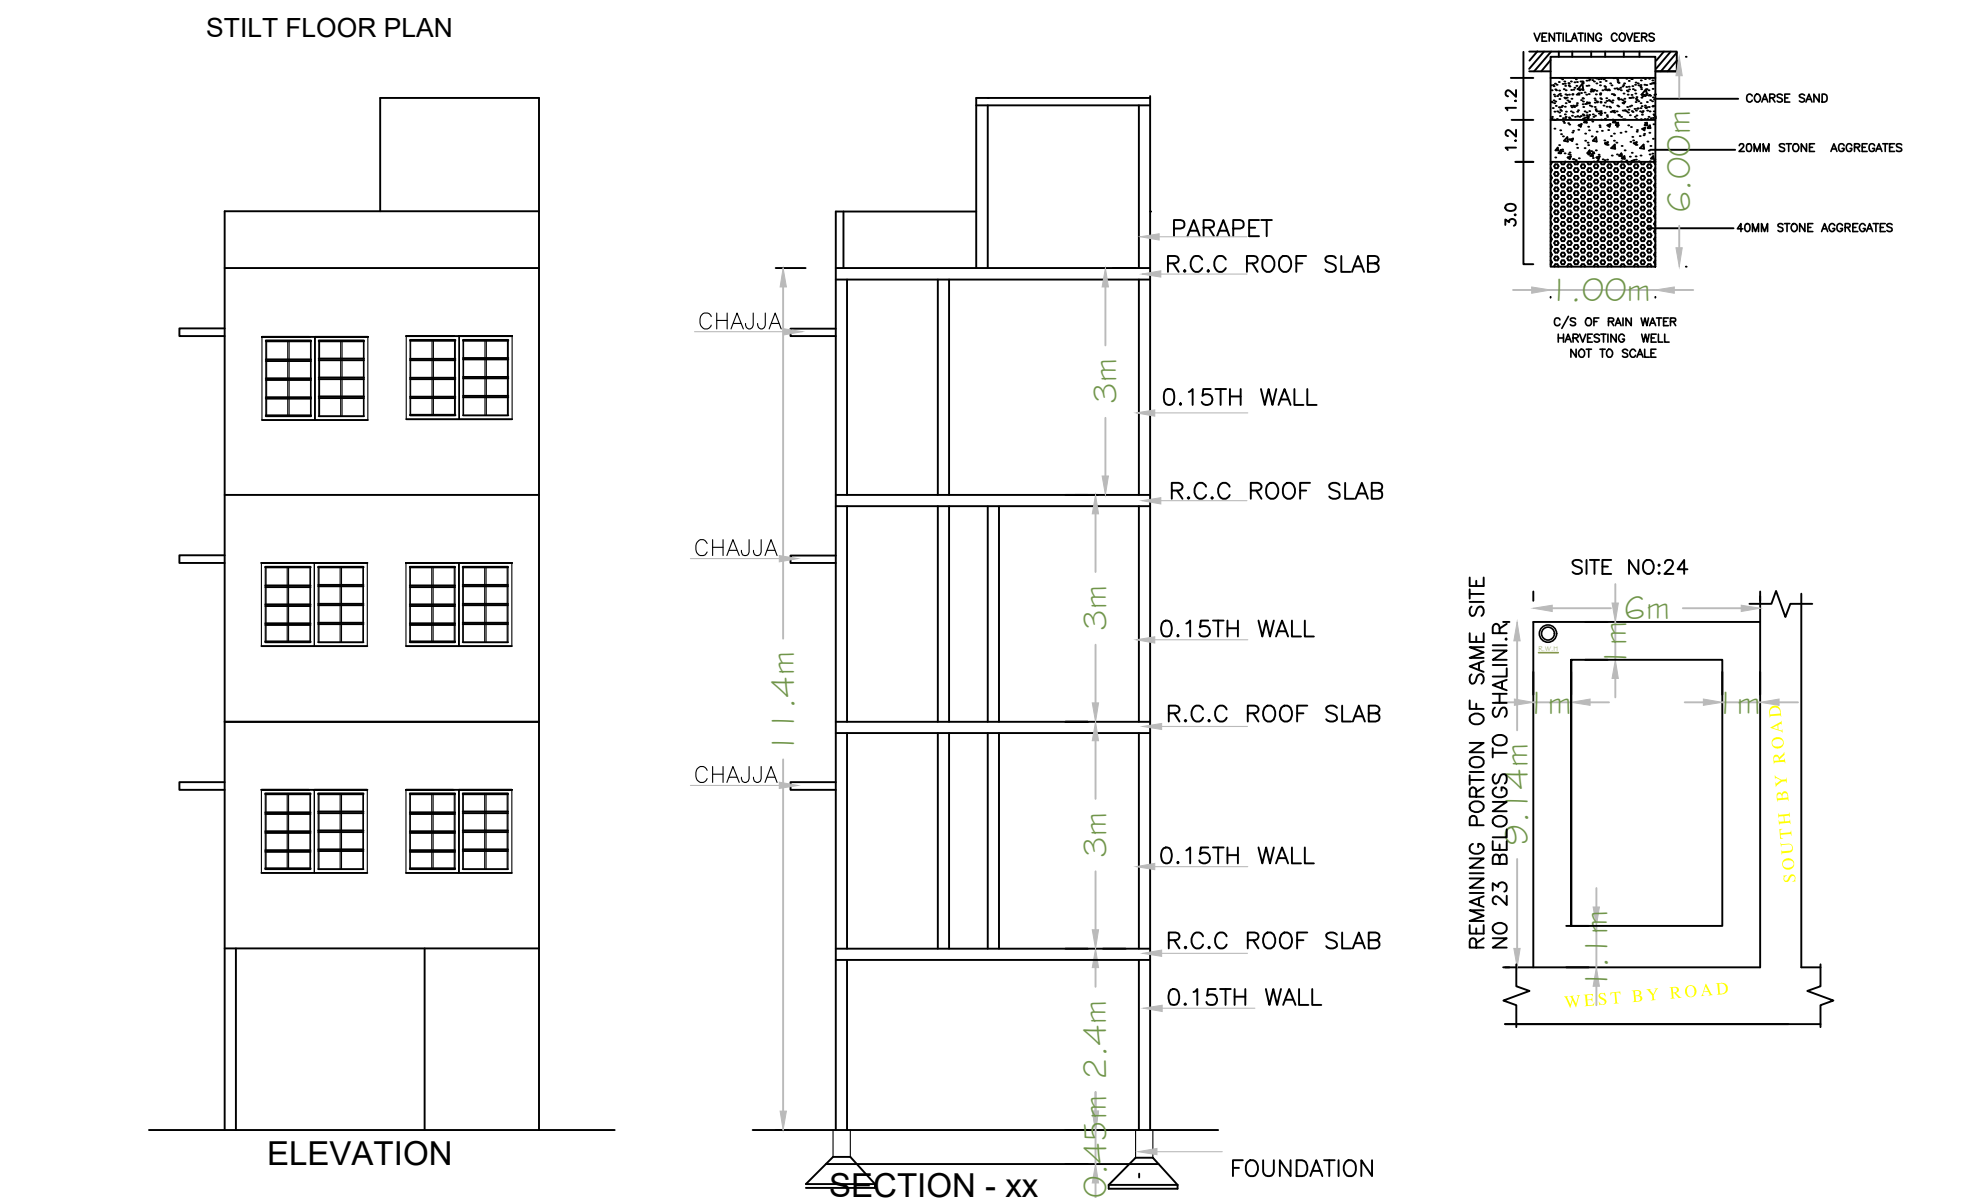 STILT FLOOR PLAN
ELEVATION
CHAJJA
CHAJJA
CHAJJA
11.4m
3m
3m
3m
2.4m
0.45m
PARAPET
R.C.C ROOF SLAB
0.15TH WALL
R.C.C ROOF SLAB
0.15TH WALL
R.C.C ROOF SLAB
0.15TH WALL
R.C.C ROOF SLAB
0.15TH WALL
FOUNDATION
SECTION - xx
VENTILATING COVERS
1.2
1.2
3.0
COARSE SAND
20MM STONE AGGREGATES
40MM STONE AGGREGATES
6.00m
1.00m
C/S OF RAIN WATER
HARVESTING WELL
NOT TO SCALE
SITE NO:24
6m
1m
R.W.H
1m
1m
9.14m
1.1m
REMAINING PORTION OF SAME SITE
NO 23 BELONGS TO SHALINI.R
SOUTH BY ROAD
WEST BY ROAD